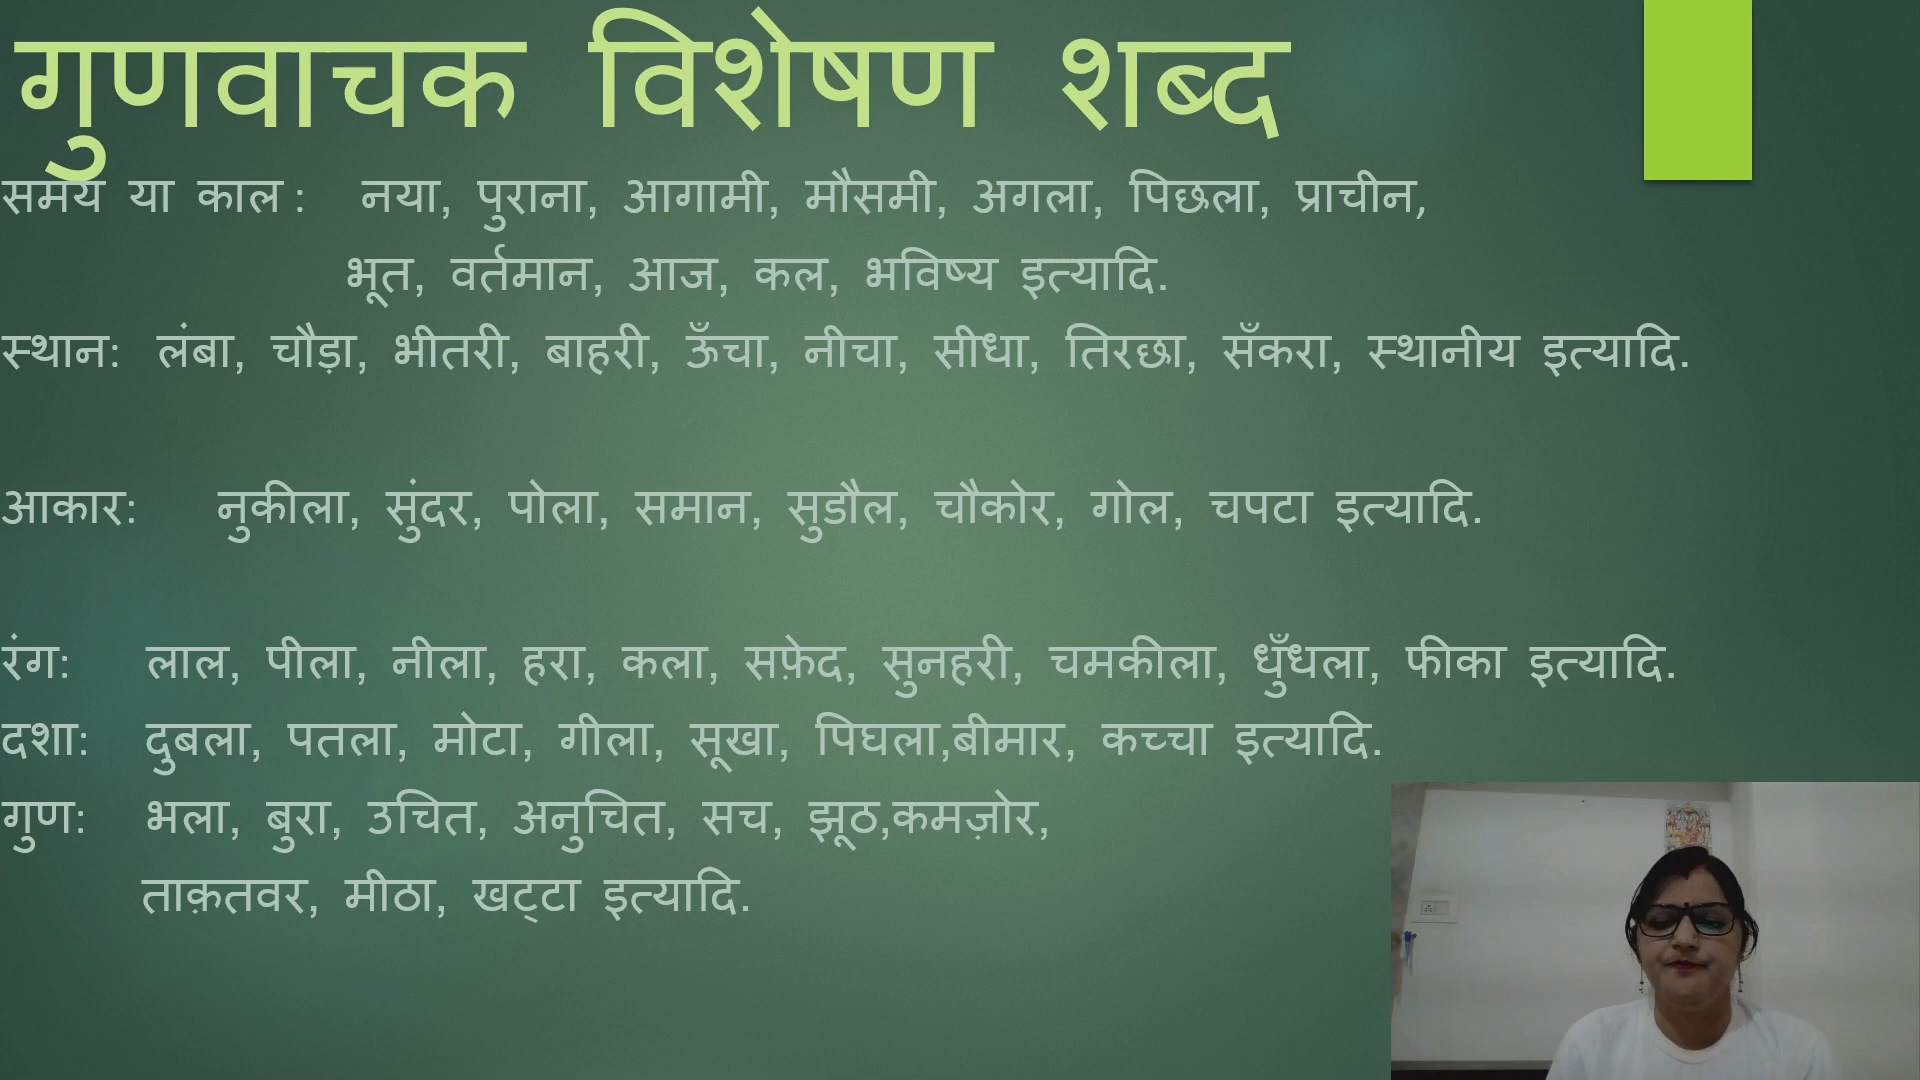 गुणवाचक विशेषण शब्द
समय या काल : नया, पुराना, आगामी, मौसमी, अगला, पिछला, प्राचीन,
भूत, वर्तमान, आज, कल, भविष्य इत्यादि.
स्थान: लंबा, चौड़ा, भीतरी, बाहरी, ऊँचा, नीचा, सीधा, तिरछा, सँकरा, स्थानीय इत्यादि.
आकार: नुकीला, सुंदर, पोला, समान, सुडौल, चौकोर, गोल, चपटा इत्यादि.
रंग: लाल, पीला, नीला, हरा, कला, सफ़ेद, सुनहरी, चमकीला, धुँधला, फीका इत्यादि.
दशा: दुबला, पतला, मोटा, गीला, सूखा, पिघला,बीमार, कच्चा इत्यादि.
गुण: भला, बुरा, उचित, अनुचित, सच, झूठ,कमज़ोर,
ताक़तवर, मीठा, खट्टा इत्यादि.